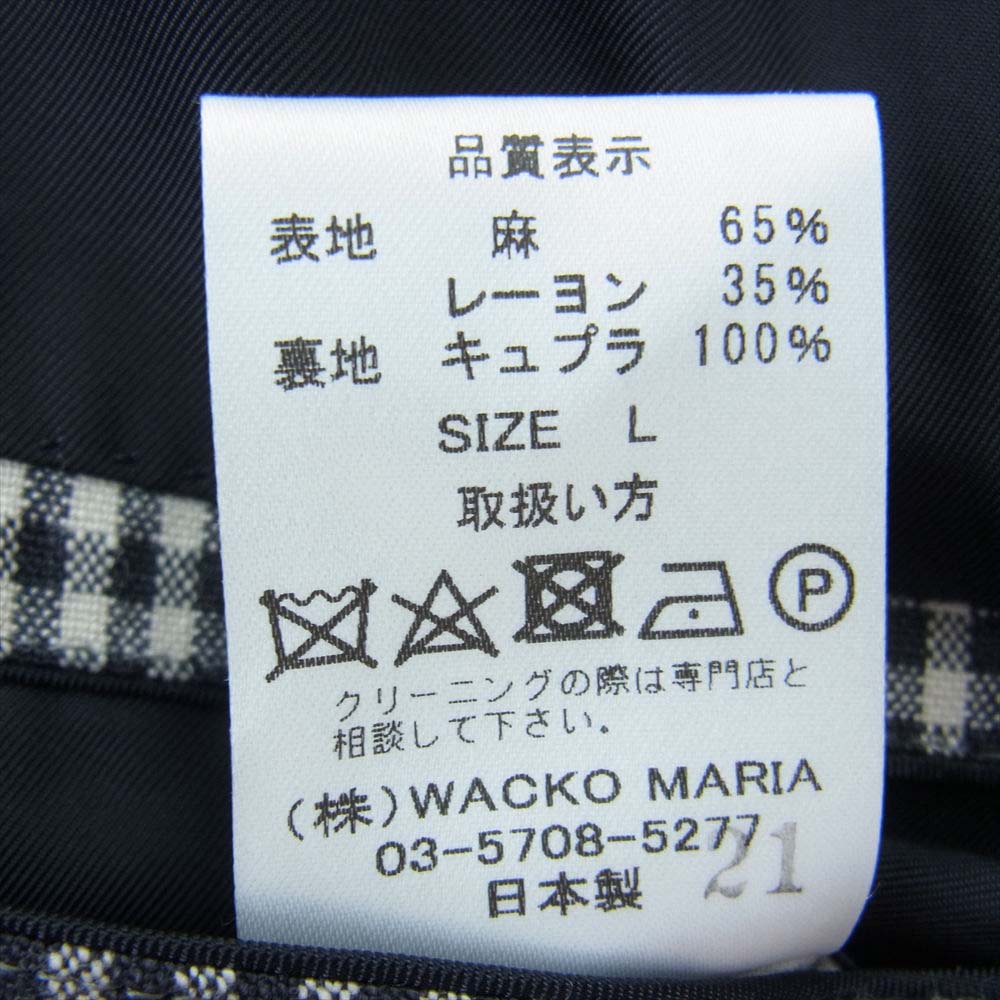 品質表示
表地 麻 65%
レーヨン 35%
裏地 キュプラ 100%
SIZE L
取扱い方
P
クリーニングの際は専門店と
相談して下さい。
(株)WACKO MARIA
03-5708-5277
日本製 21